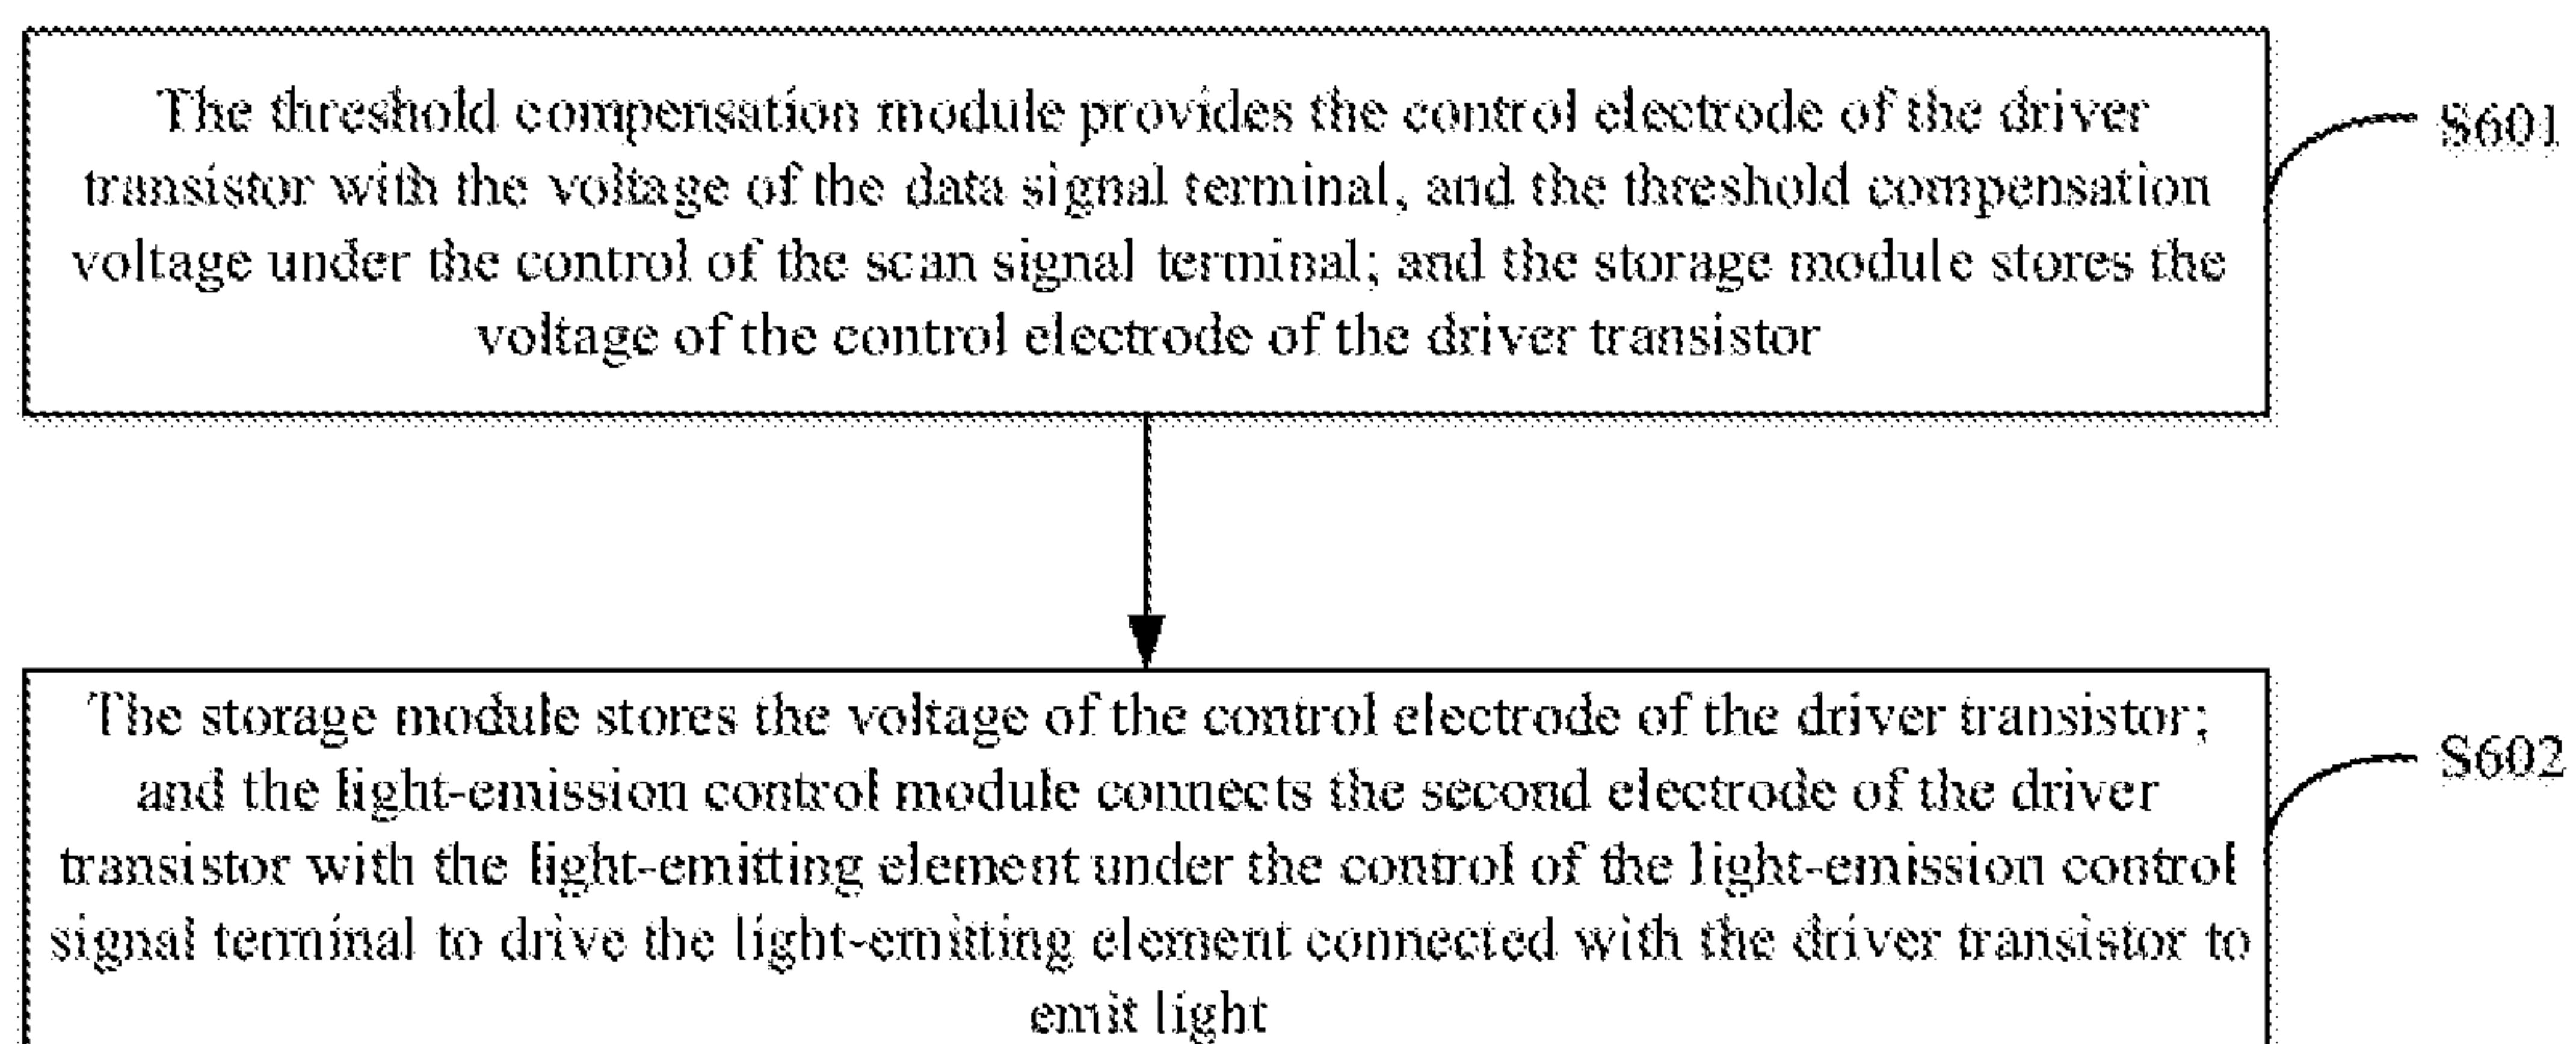 The threshold compensation module provides the control electrode of the driver
transistor with the voltage of the data signal terminal, and the threshold compensation
voltage under the control of the scan signal terminal; and the storage module stores the
voltage of the control electrode of the driver transistor
S601
The storage module stores the voltage of the control electrode of the driver transistor;
and the light-emission control module connects the second electrode of the driver
transistor with the light-emitting element under the control of the light-emission control
signal terminal to drive the light-emitting element connected with the driver transistor to
emit light
S602